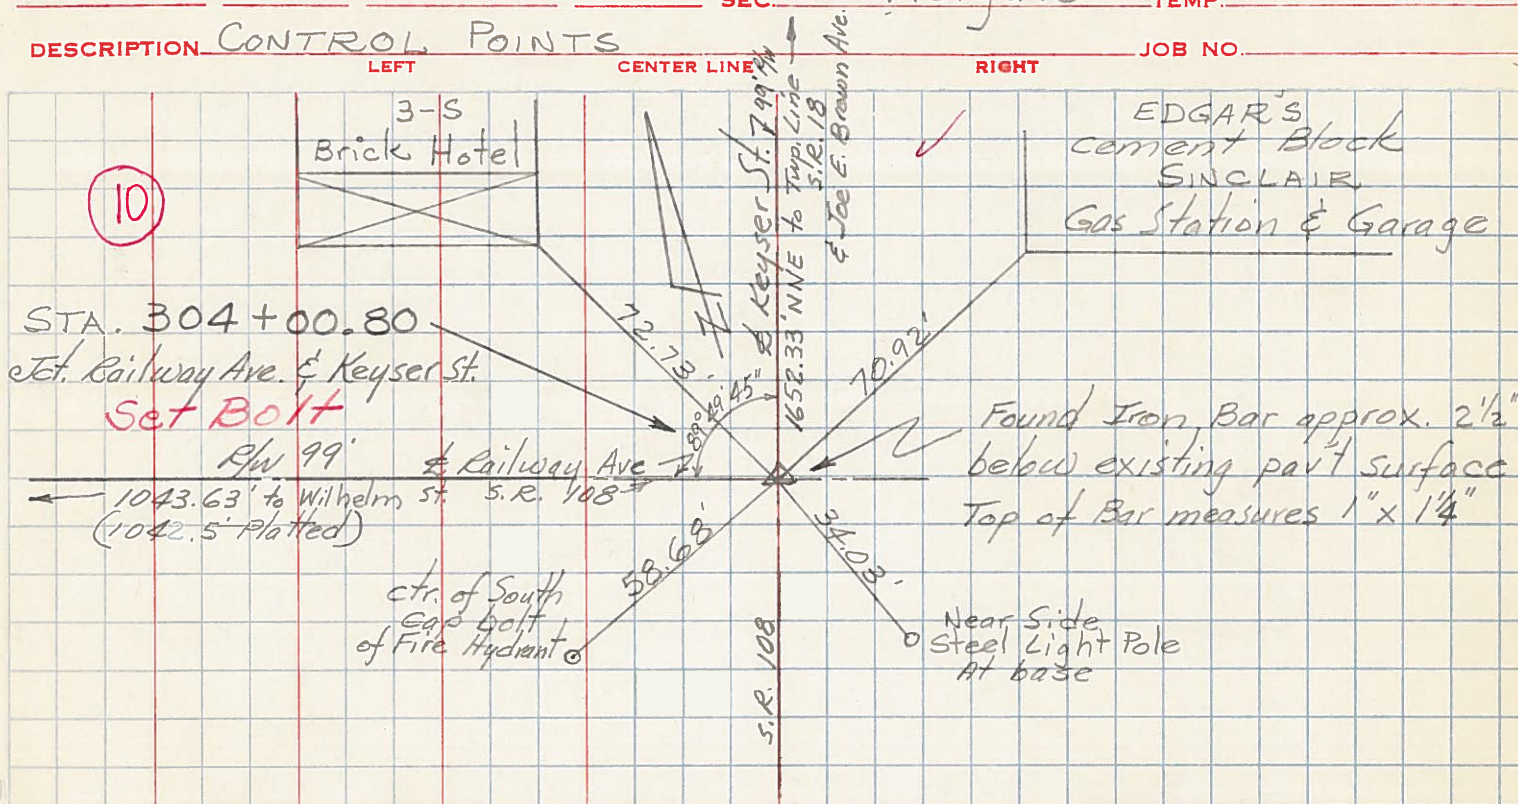 SEC.
TEMP.
DESCRIPTION CONTROL POINTS
JOB NO.
LEFT
CENTER LINE
RIGHT
10
3-S
Brick Hotel
EDGAR'S
Cement Block
SINCLAIR
Gas Station & Garage
℄ Keyser St. 99' R/W
1652.33' NNE to Twp. Line
S.R. 18
& Joe E. Brown Ave.
STA. 304+00.80
Jct. Railway Ave. & Keyser St.
Set Bolt
R/W 99'
℄ Railway Ave
S.R. 108
1043.63' to Wilhelm St.
(1042.5' Platted)
72.73'
89° 49' 45"
70.92'
Found Iron Bar approx. 2½"
below existing pav't surface
Top of Bar measures 1" x 1¼"
58.68'
34.03'
ctr. of South
Cap bolt
of Fire Hydrant
Near Side
Steel Light Pole
At base
S.R. 108